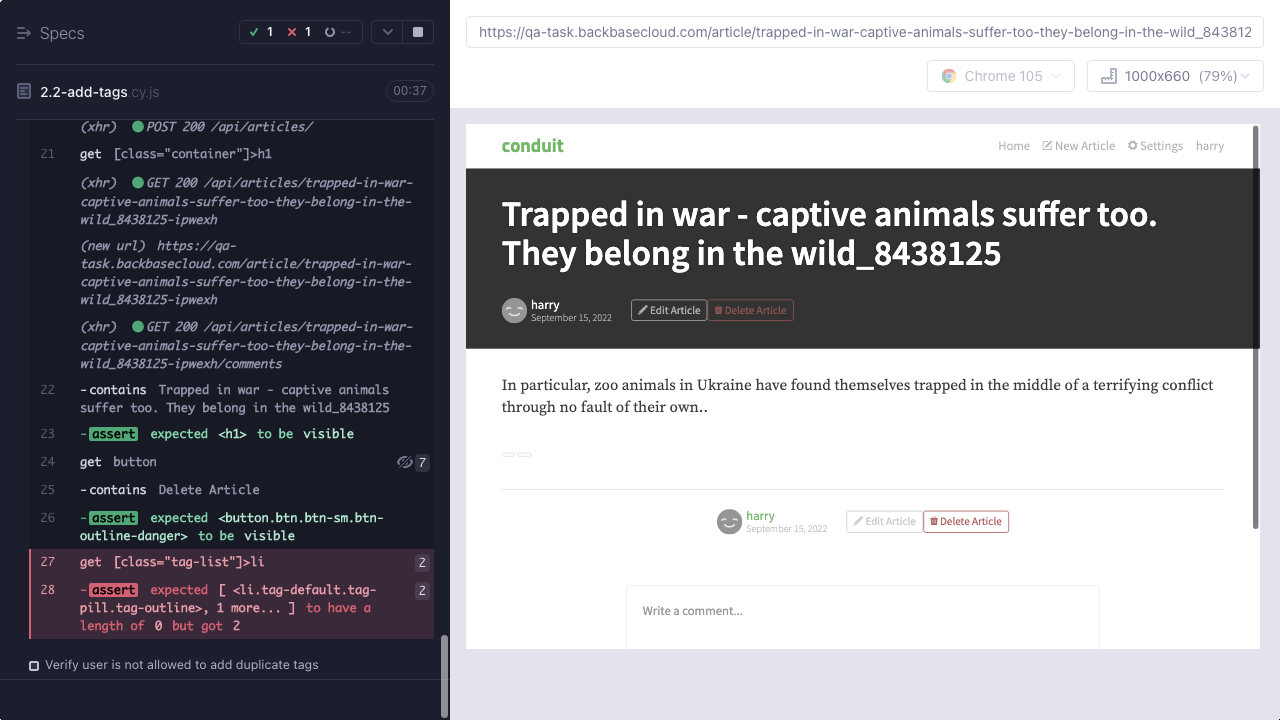 Specs
1 1 --
2.2-add-tags.cy.js 00:37
(xhr) POST 200 /api/articles/
21 get [class="container"]>h1
(xhr) GET 200 /api/articles/trapped-in-war-
captive-animals-suffer-too-they-belong-in-the-
wild_8438125-ipwexh
(new url) https://qa-
task.backbasecloud.com/article/trapped-in-war-
captive-animals-suffer-too-they-belong-in-the-
wild_8438125-ipwexh
(xhr) GET 200 /api/articles/trapped-in-war-
captive-animals-suffer-too-they-belong-in-the-
wild_8438125-ipwexh/comments
22 -contains Trapped in war - captive animals
suffer too. They belong in the wild_8438125
23 -assert expected <h1> to be visible
24 get button 7
25 -contains Delete Article
26 -assert expected <button.btn.btn-sm.btn-
outline-danger> to be visible
27 get [class="tag-list"]>li 2
28 -assert expected [ <li.tag-default.tag- 2
pill.tag-outline>, 1 more... ] to have a
length of 0 but got 2
Verify user is not allowed to add duplicate tags
https://qa-task.backbasecloud.com/article/trapped-in-war-captive-animals-suffer-too-they-belong-in-the-wild_843812
Chrome 105 1000x660 (79%)
conduit Home New Article Settings harry
Trapped in war - captive animals suffer too.
They belong in the wild_8438125
harry
September 15, 2022
Edit Article Delete Article
In particular, zoo animals in Ukraine have found themselves trapped in the middle of a terrifying conflict
through no fault of their own..
harry
September 15, 2022
Edit Article Delete Article
Write a comment...